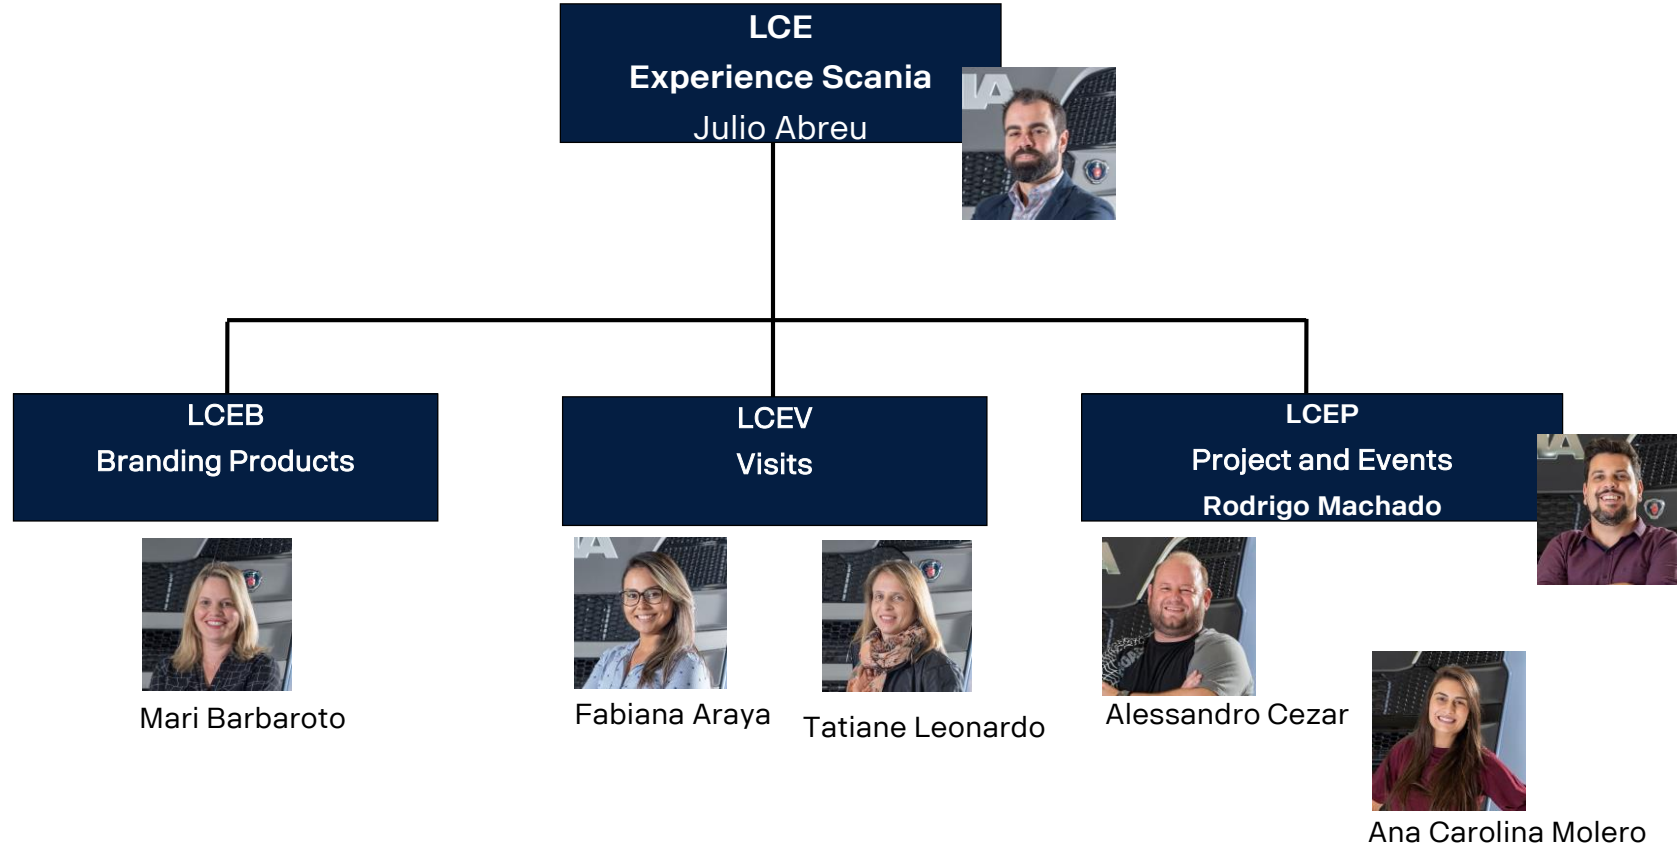 LCE
Experience Scania
Julio Abreu
LCEB
Branding Products
LCEV
Visits
LCEP
Project and Events
Rodrigo Machado
Mari Barbaroto
Fabiana Araya
Tatiane Leonardo
Alessandro Cezar
Ana Carolina Molero